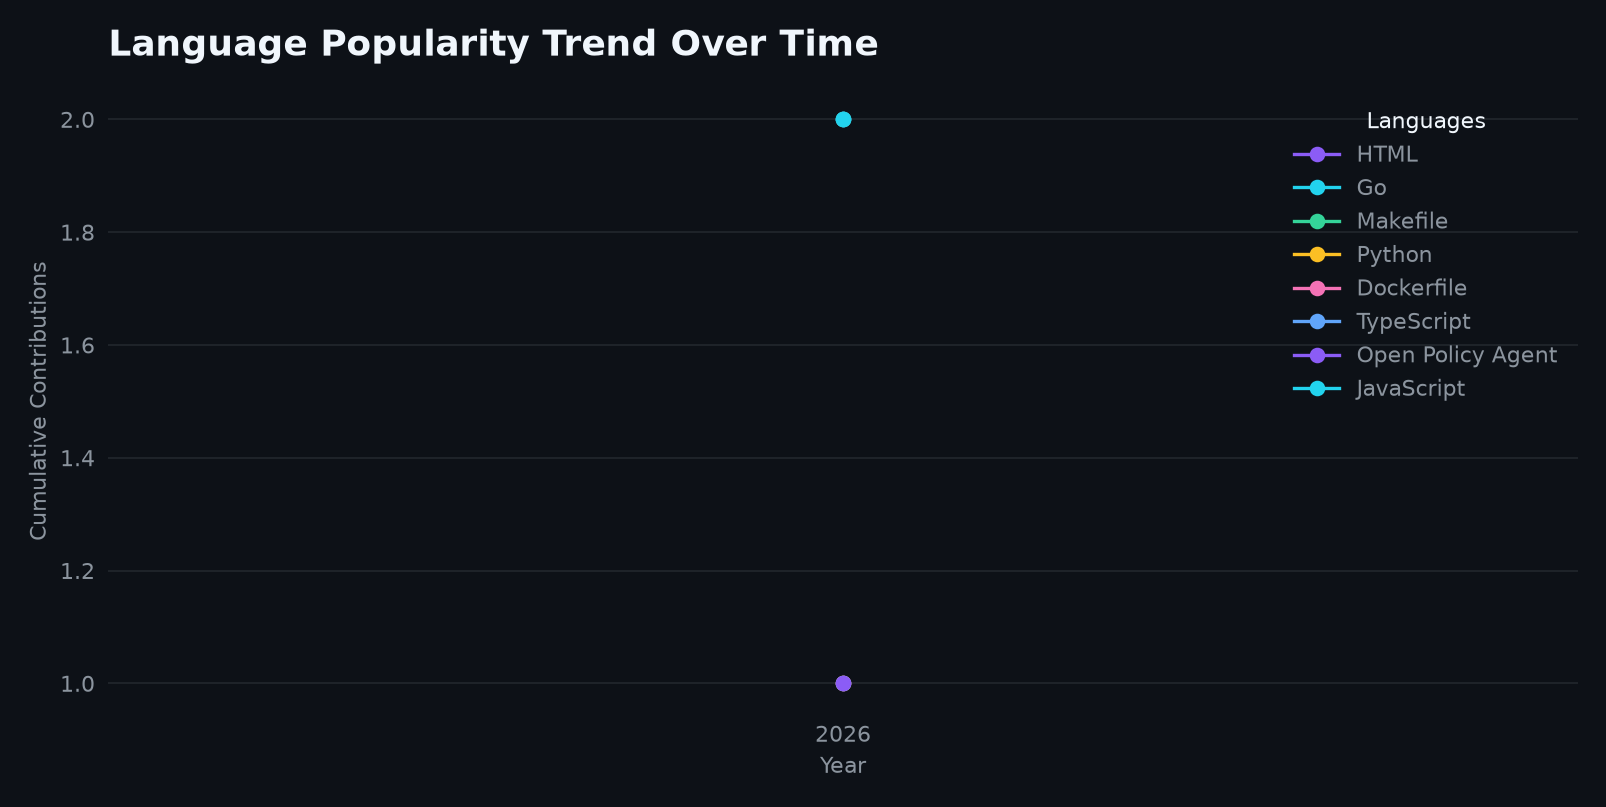 Language Popularity Trend Over Time
Cumulative Contributions
2.0
1.8
1.6
1.4
1.2
1.0
2026
Year
Languages
HTML
Go
Makefile
Python
Dockerfile
TypeScript
Open Policy Agent
JavaScript